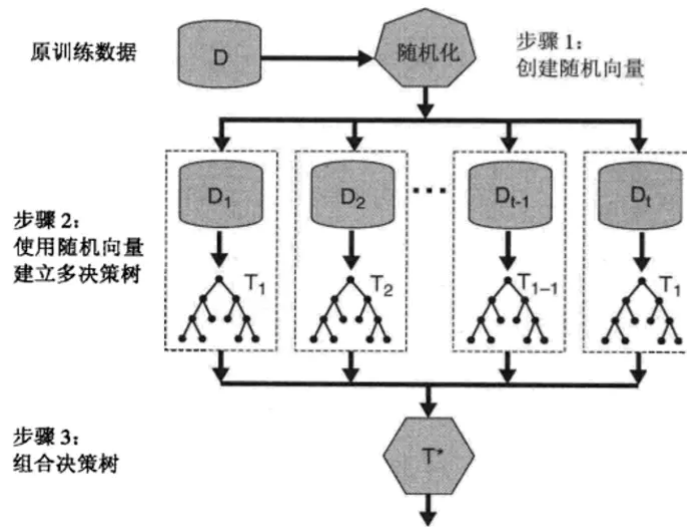 原训练数据
D
随机化
步骤 1:
创建随机向量
D1
D2
...
Dt-1
Dt
步骤 2:
使用随机向量
建立多决策树
T1
T2
T1-1
T1
步骤 3:
组合决策树
T*